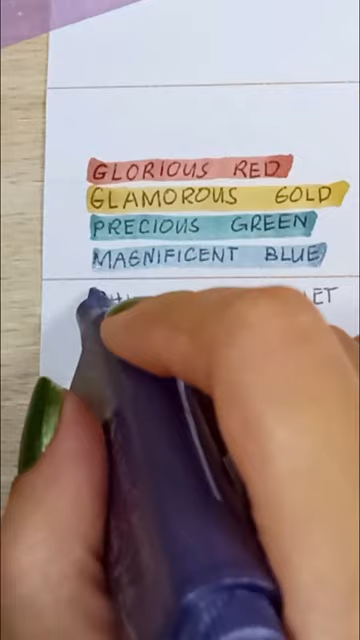 GLORIOUS RED
GLAMOROUS GOLD
PRECIOUS GREEN
MAGNIFICENT BLUE